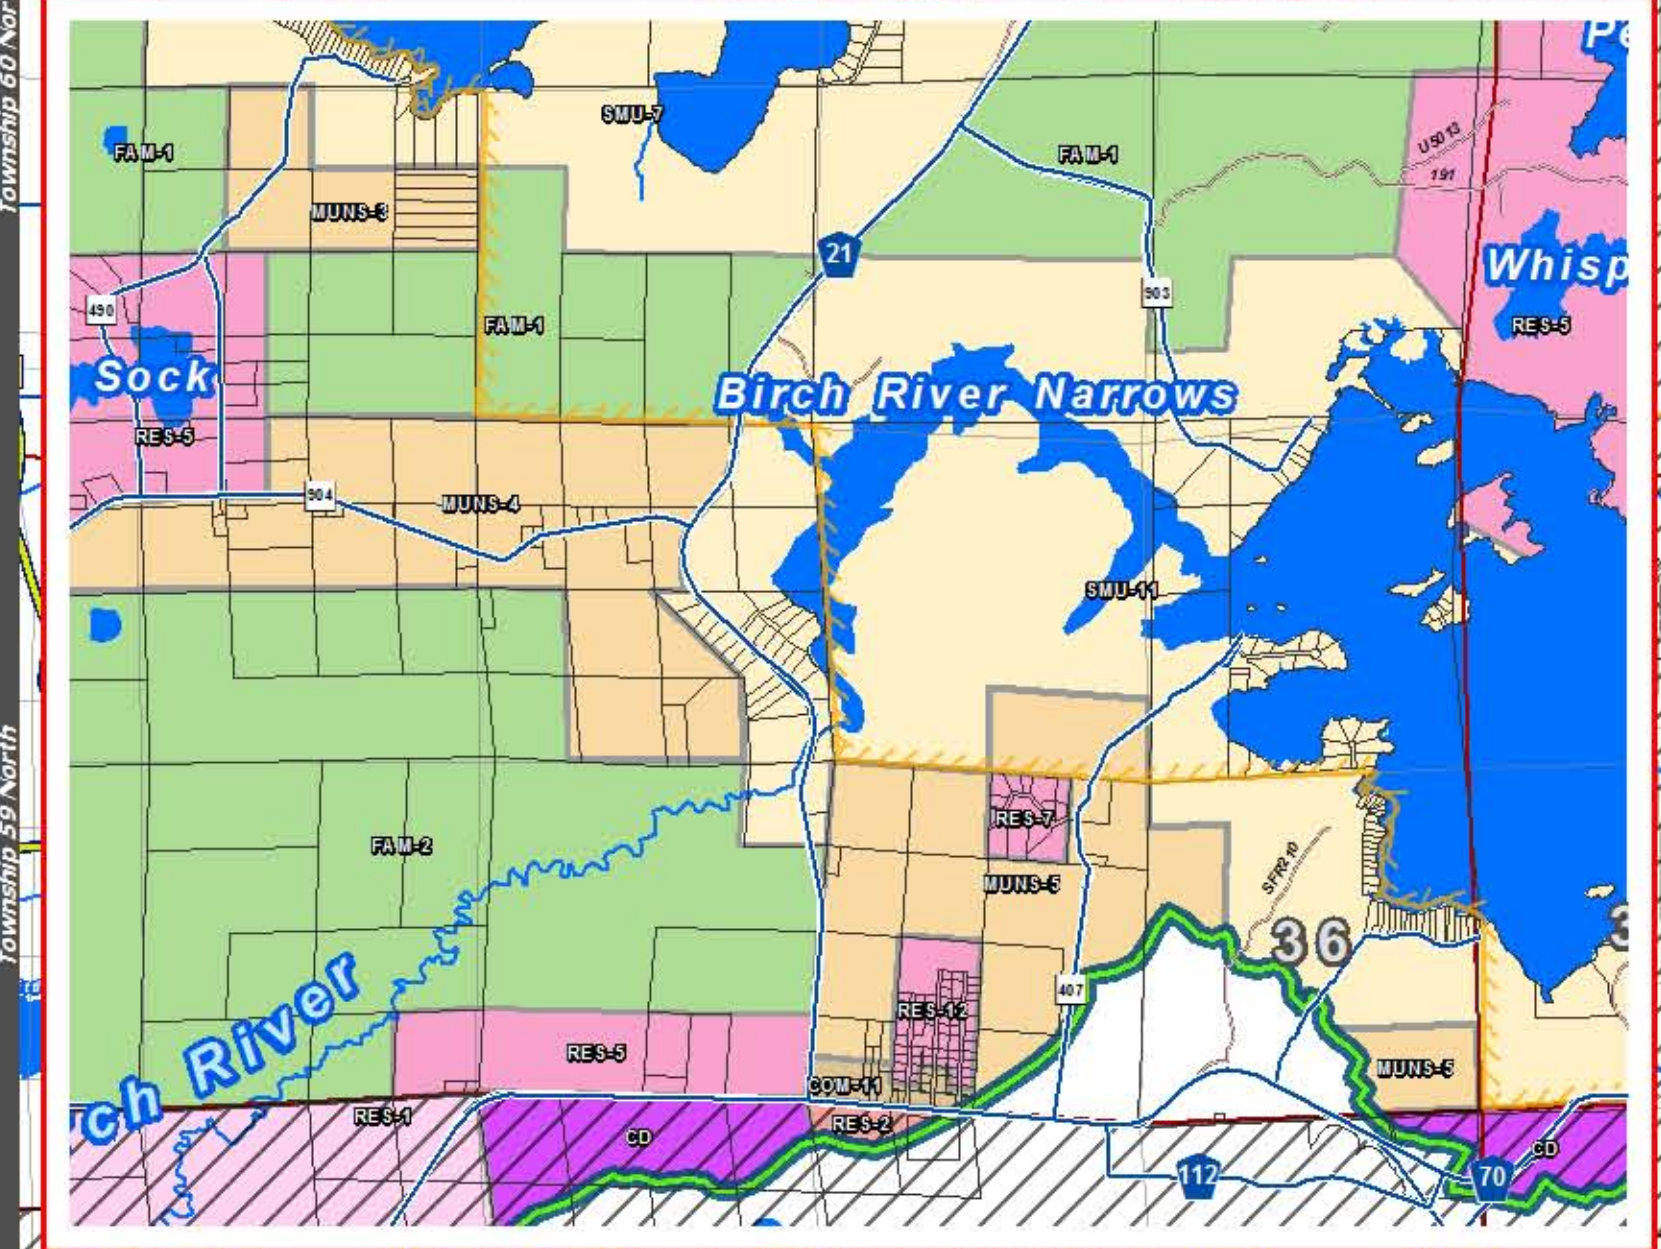 Township 60 Nor
SMU-7
FAM-1
FAM-1
U5013
191
MUNS-3
21
Whisp
RES-5
903
490
FAM-1
Sock
Birch River Narrows
RES-5
904
MUNS-4
SMU-11
Township 59 North
RES-7
FAM-2
MUNS-5
SFR210
36
ch River
407
RES-12
RES-5
MUNS-5
COM-11
RES-1
RES-2
CD
CD
112
70